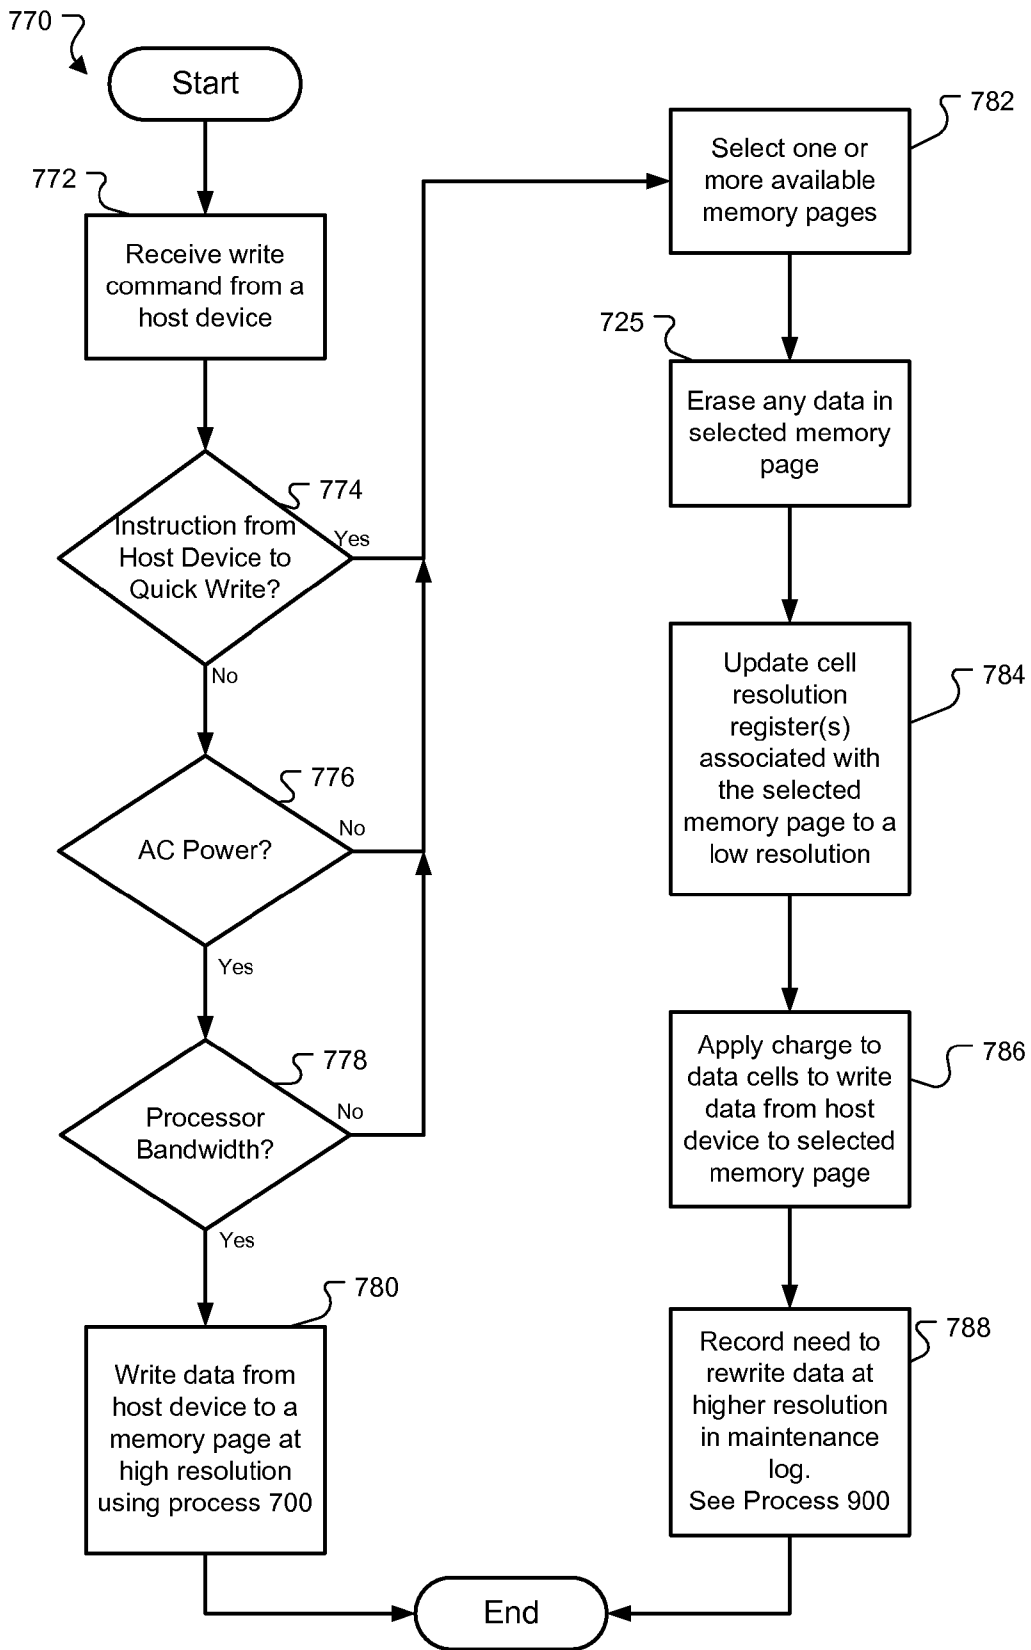 770
Start
772
Receive write
command from a
host device
774
Instruction from
Host Device to
Quick Write?
Yes
No
776
AC Power?
No
Yes
778
Processor
Bandwidth?
No
Yes
780
Write data from
host device to a
memory page at
high resolution
using process 700
782
Select one or
more available
memory pages
725
Erase any data in
selected memory
page
784
Update cell
resolution
register(s)
associated with
the selected
memory page to a
low resolution
786
Apply charge to
data cells to write
data from host
device to selected
memory page
788
Record need to
rewrite data at
higher resolution
in maintenance
log.
See Process 900
End